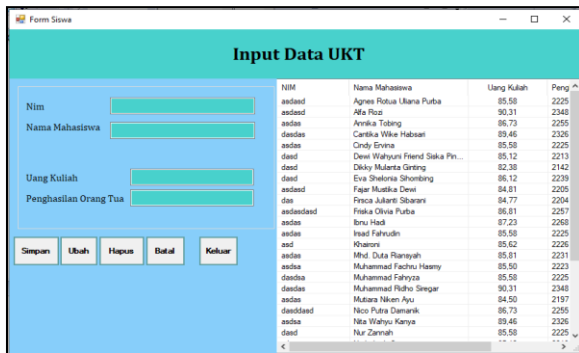 Form Siswa
Input Data UKT
Nim
Nama Mahasiswa
Uang Kuliah
Penghasilan Orang Tua
Simpan Ubah Hapus Batal Keluar
NIM Nama Mahasiswa Uang Kuliah Peng
asdasd Agnes Rotua Uliana Purba 85,58 2225
asdasd Alfa Rozi 90,31 2348
asdas Annika Tobing 86,73 2255
dasdas Cantika Wike Habsari 89,46 2326
asdas Cindy Ervina 85,58 2225
dasd Dewi Wahyuni Friend Siska Pin... 85,12 2213
dasd Dikky Mulanta Ginting 82,38 2142
dasd Eva Shelonia Sihombing 86,12 2239
asdasd Fajar Mustika Dewi 84,81 2205
das Firsca Julianti Sibarani 84,77 2204
asdasdasd Friska Olivia Purba 86,81 2257
asdas Ibnu Hadi 87,23 2268
asdas Irsad Fahrudin 85,58 2225
asd Khaironi 85,62 2226
asdas Mhd. Duta Riansyah 85,81 2231
asdsa Muhammad Fachru Hasmy 85,50 2223
dasdsa Muhammad Fahryza 85,58 2225
dasdas Muhammad Ridho Siregar 90,31 2348
asdas Mutiara Niken Ayu 84,50 2197
dasddasd Nico Putra Damanik 86,73 2255
asdsa Nita Wahyu Kanya 89,46 2326
dasd Nur Zannah 85,58 2225